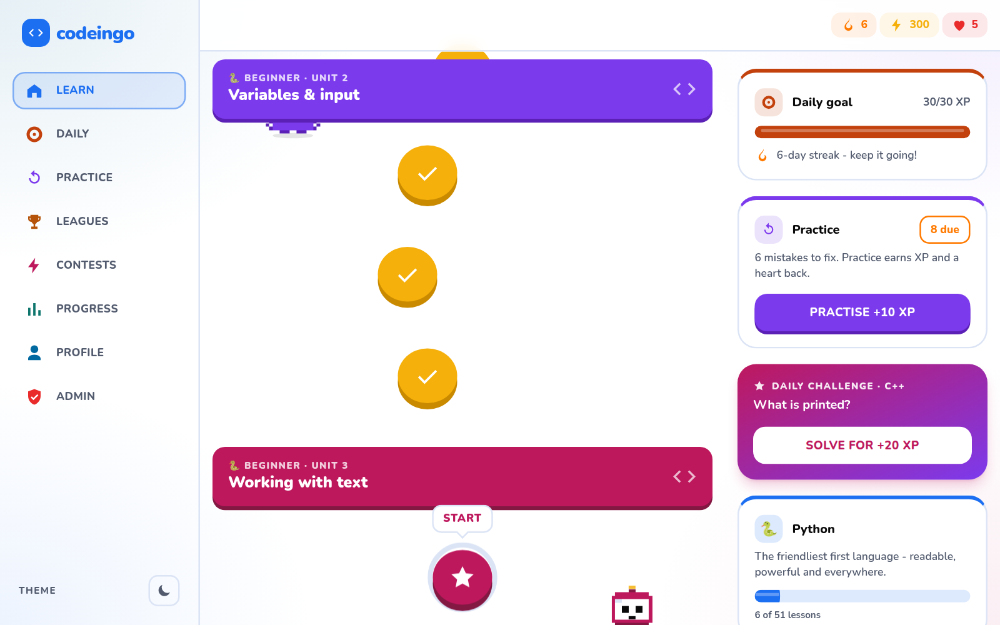 codeingo
LEARN
DAILY
PRACTICE
LEAGUES
CONTESTS
PROGRESS
PROFILE
ADMIN
THEME
6
300
5
BEGINNER · UNIT 2
Variables & input
BEGINNER · UNIT 3
Working with text
START
Daily goal
30/30 XP
6-day streak - keep it going!
Practice
8 due
6 mistakes to fix. Practice earns XP and a
heart back.
PRACTISE +10 XP
DAILY CHALLENGE · C++
What is printed?
SOLVE FOR +20 XP
Python
The friendliest first language - readable,
powerful and everywhere.
6 of 51 lessons